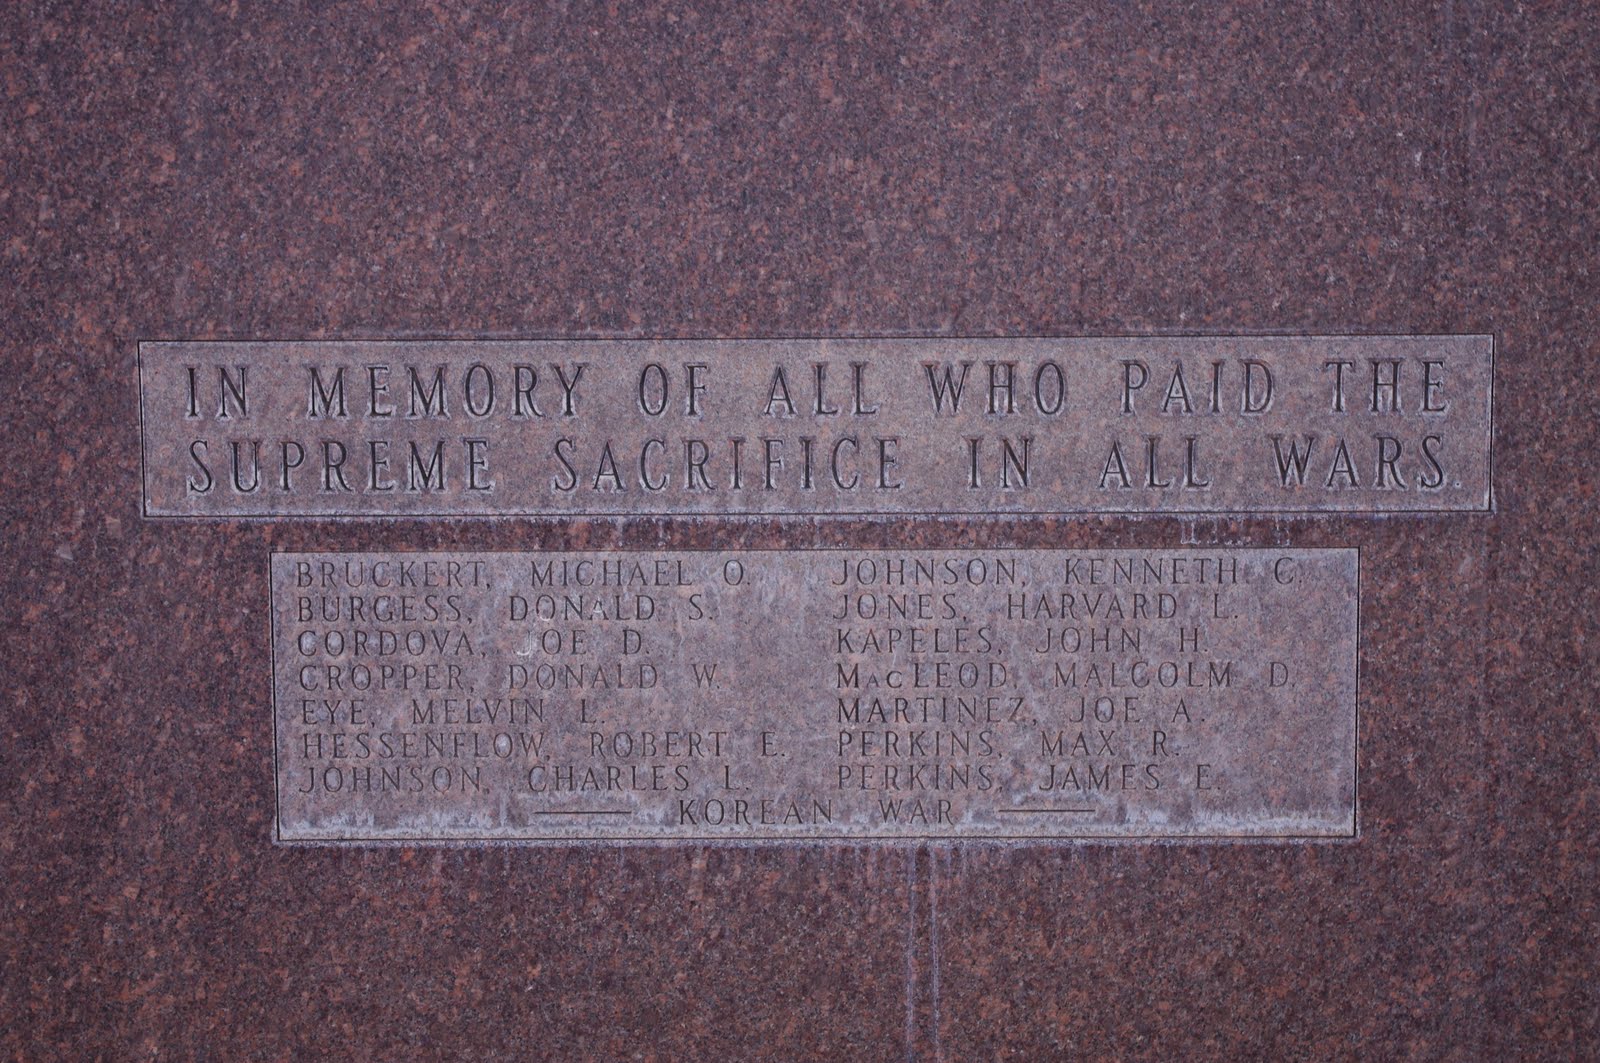 IN MEMORY OF ALL WHO PAID THE
SUPREME SACRIFICE IN ALL WARS.
BRUCKERT, MICHAEL O.
BURGESS, DONALD S.
CORDOVA, JOE D.
CROPPER, DONALD W.
EYE, MELVIN L.
HESSENFLOW, ROBERT E.
JOHNSON, CHARLES L.
JOHNSON, KENNETH C.
JONES, HARVARD L.
KAPELES, JOHN H.
MacLEOD, MALCOLM D.
MARTINEZ, JOE A.
PERKINS, MAX R.
PERKINS, JAMES E.
KOREAN WAR